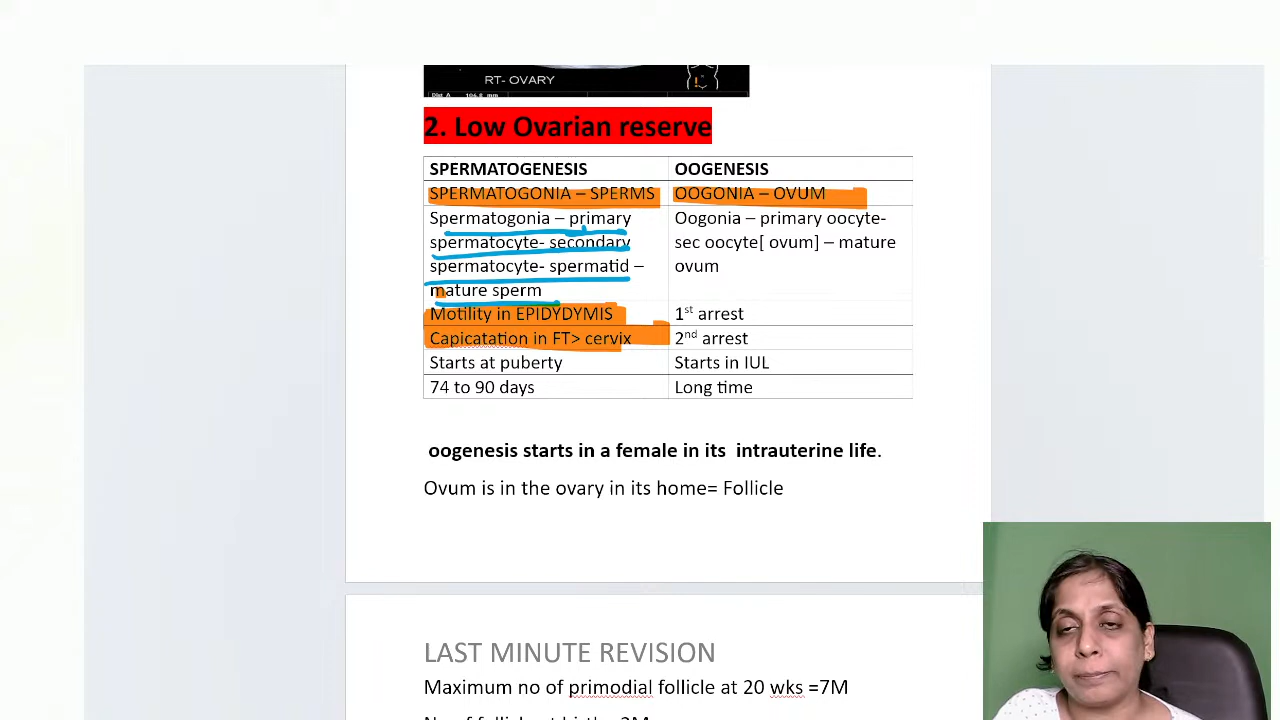 RT- OVARY
Dist A 106.8 mm
2. Low Ovarian reserve
SPERMATOGENESIS OOGENESIS
SPERMATOGONIA – SPERMS OOGONIA – OVUM
Spermatogonia – primary Oogonia – primary oocyte-
spermatocyte- secondary sec oocyte[ ovum] – mature
spermatocyte- spermatid – ovum
mature sperm
Motility in EPIDYDYMIS 1st arrest
Capicatation in FT> cervix 2nd arrest
Starts at puberty Starts in IUL
74 to 90 days Long time
oogenesis starts in a female in its intrauterine life.
Ovum is in the ovary in its home= Follicle
LAST MINUTE REVISION
Maximum no of primodial follicle at 20 wks =7M